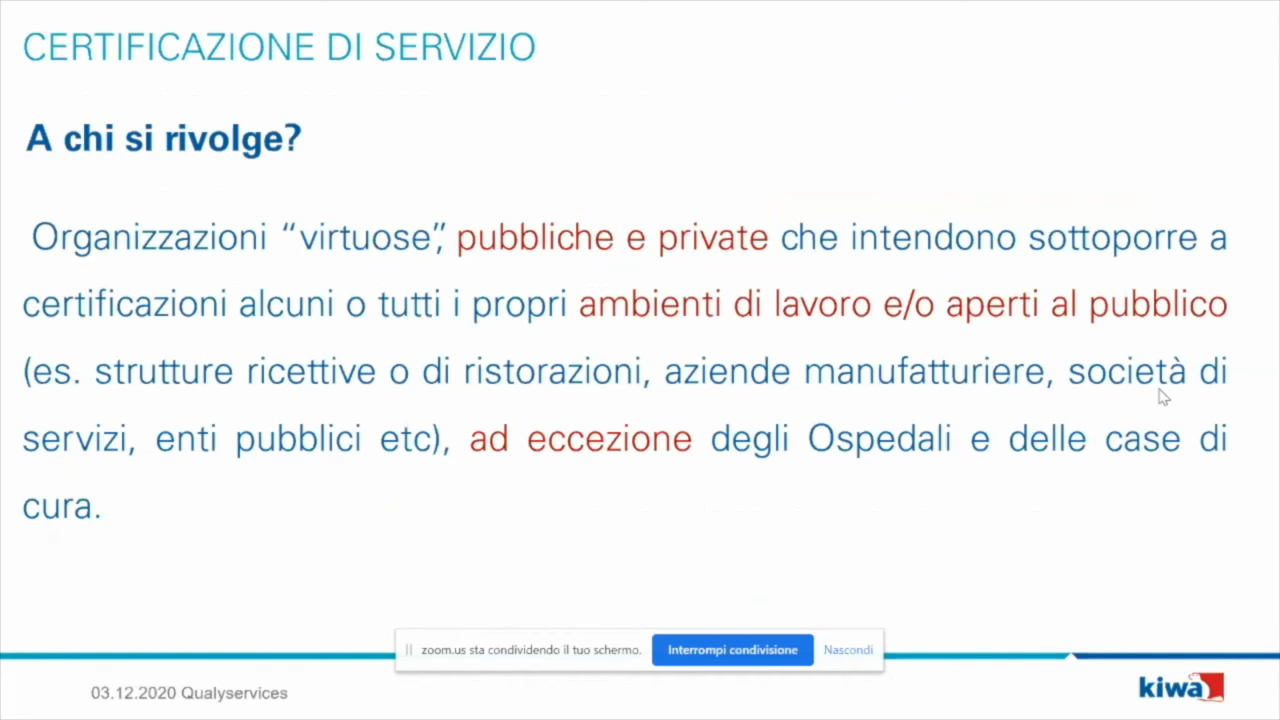 CERTIFICAZIONE DI SERVIZIO
A chi si rivolge?
Organizzazioni “virtuose”, pubbliche e private che intendono sottoporre a
certificazioni alcuni o tutti i propri ambienti di lavoro e/o aperti al pubblico
(es. strutture ricettive o di ristorazioni, aziende manufatturiere, società di
servizi, enti pubblici etc), ad eccezione degli Ospedali e delle case di
cura.
zoom.us sta condividendo il tuo schermo. Interrompi condivisione Nascondi
03.12.2020 Qualyservices
kiwa